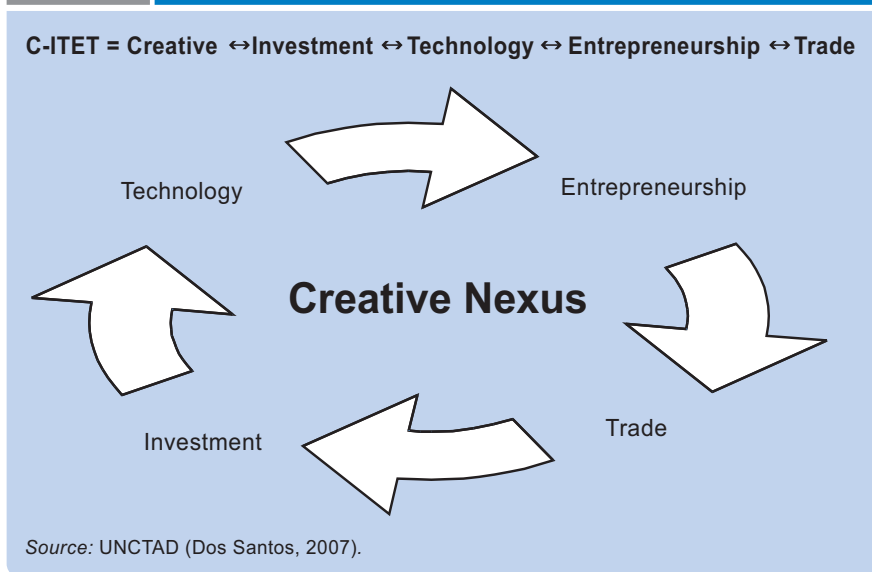 C-ITET = Creative ↔Investment ↔ Technology ↔ Entrepreneurship ↔ Trade
Technology
Entrepreneurship
Creative Nexus
Investment
Trade
Source: UNCTAD (Dos Santos, 2007).